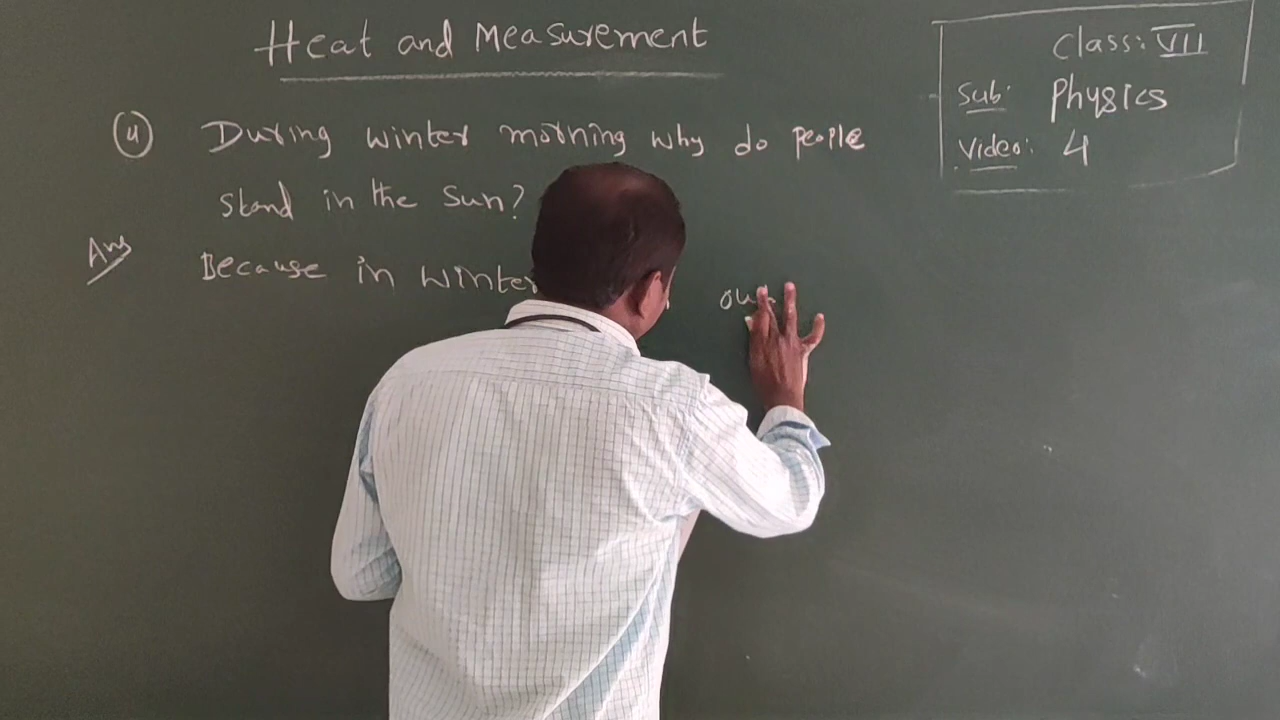 Heat and Measurement
Class: VII
Sub: Physics
Video: 4
(4) During winter morning why do people
stand in the sun?
Ans Because in winter